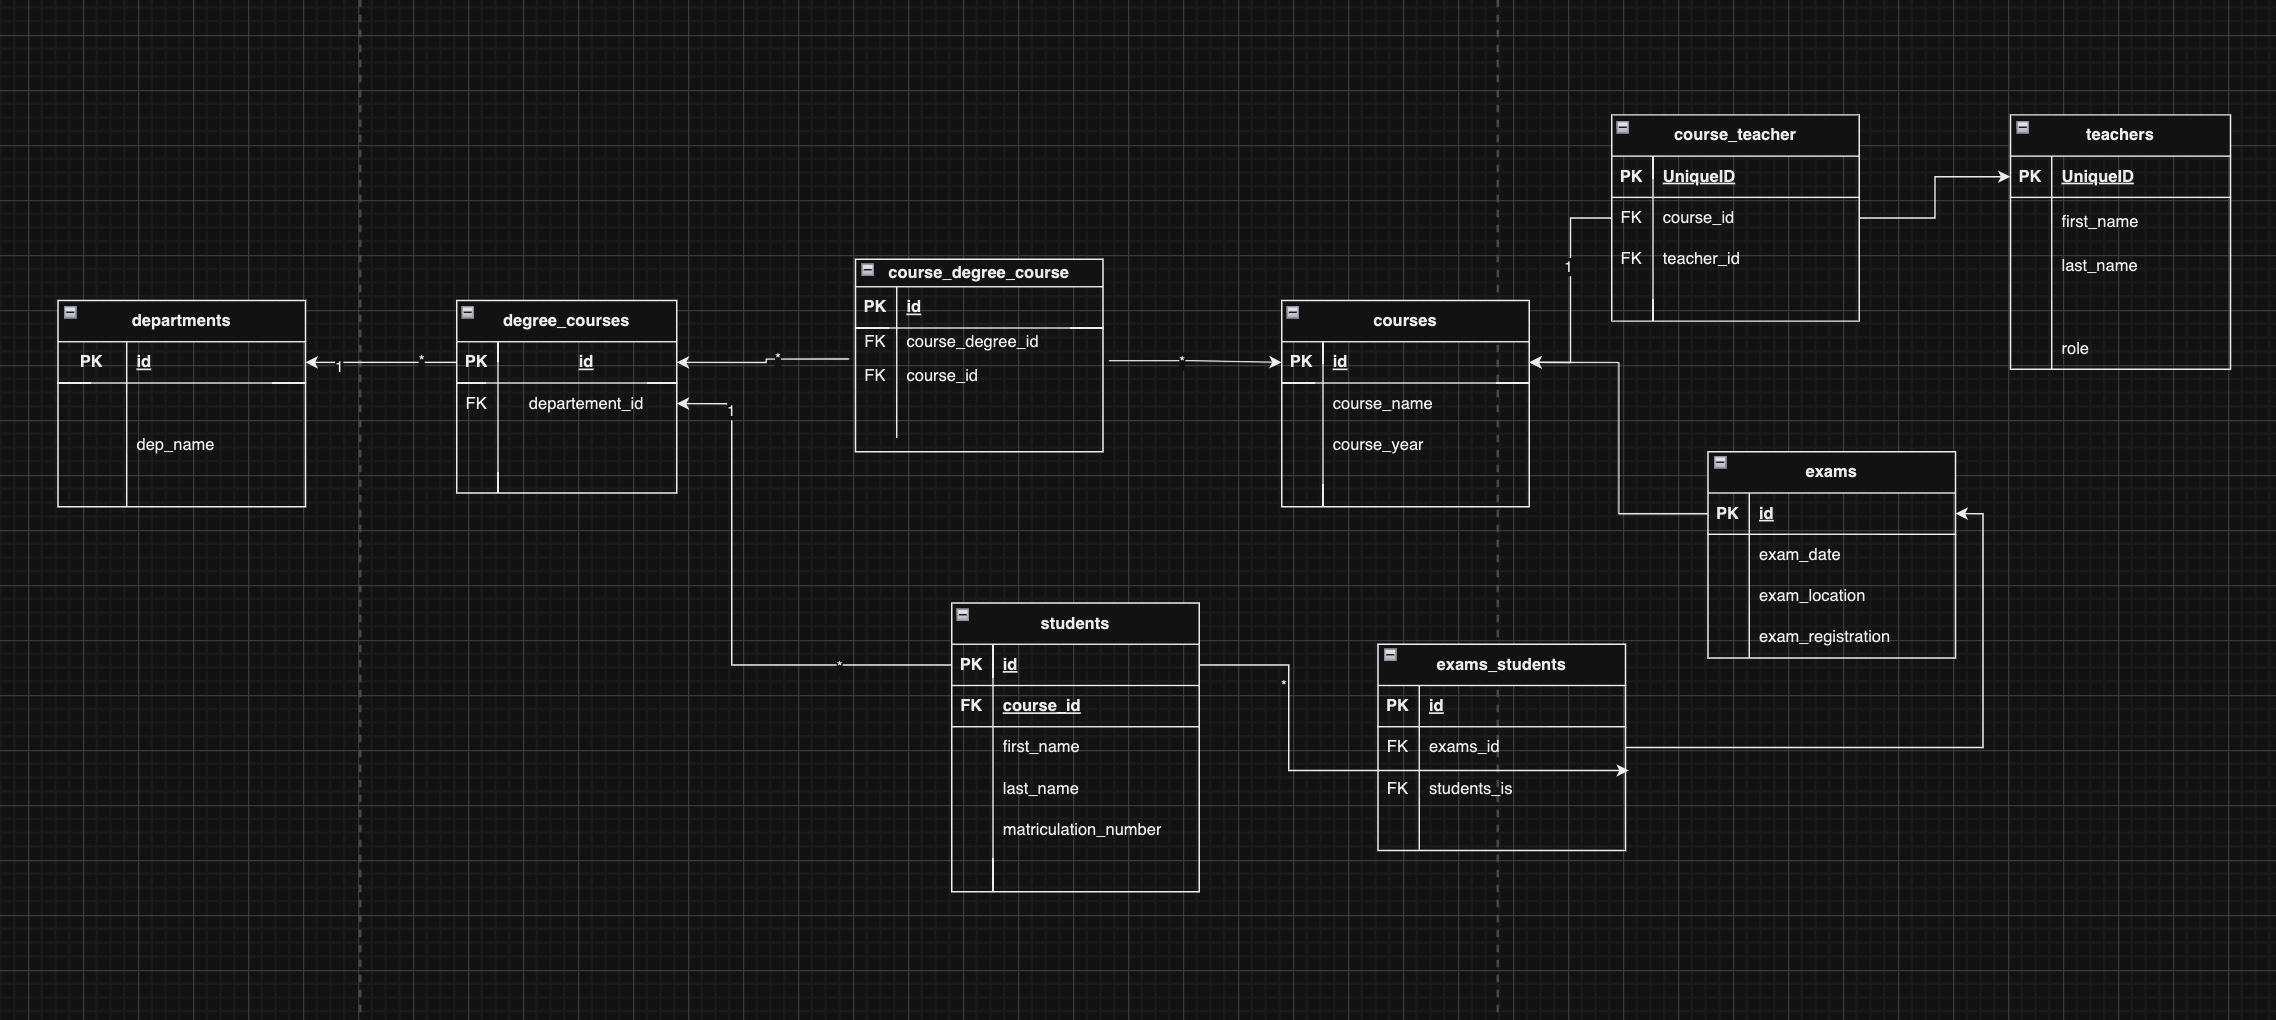 departments
PK id
dep_name
1
*
degree_courses
PK id
FK departement_id
*
1
course_degree_course
PK id
FK course_degree_id
FK course_id
*
courses
PK id
course_name
course_year
1
course_teacher
PK UniqueID
FK course_id
FK teacher_id
teachers
PK UniqueID
first_name
last_name
role
exams
PK id
exam_date
exam_location
exam_registration
*
students
PK id
FK course_id
first_name
last_name
matriculation_number
*
exams_students
PK id
FK exams_id
FK students_is